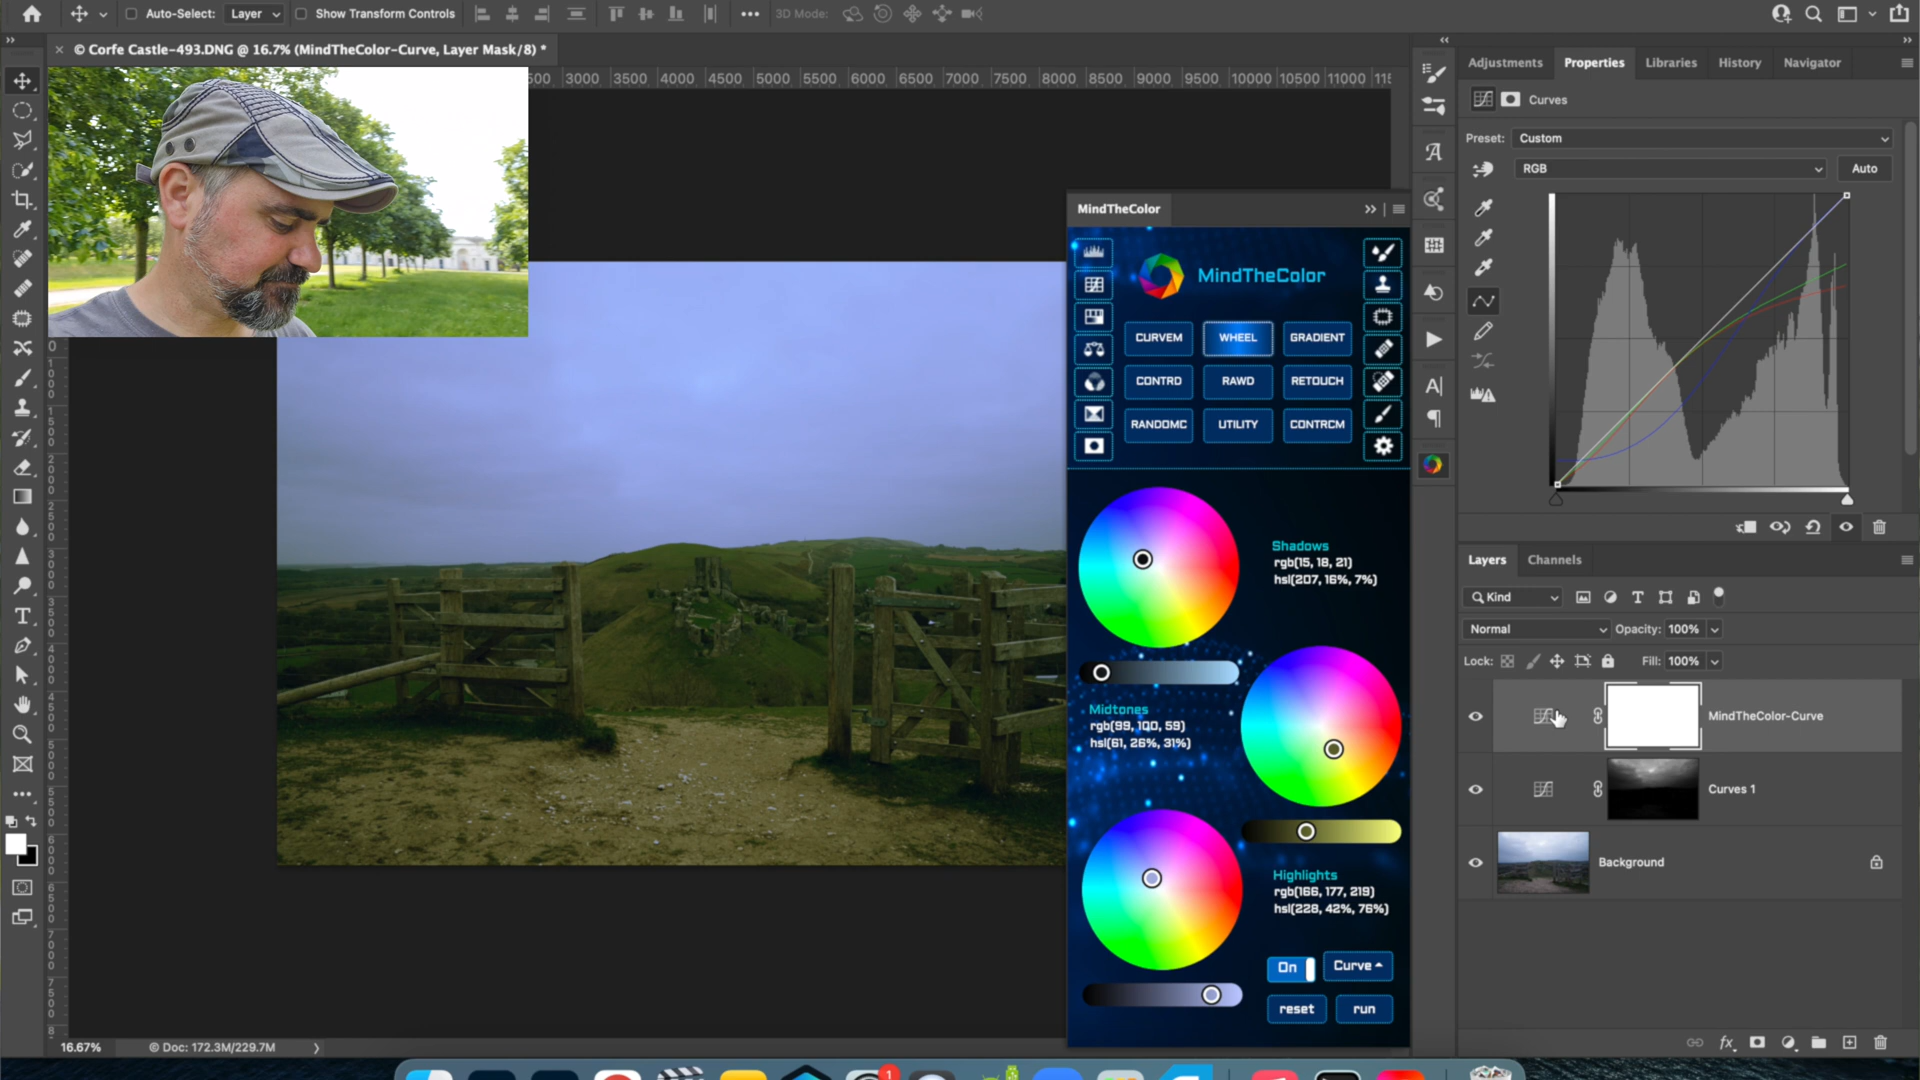 Auto-Select: Layer Show Transform Controls 3D Mode:
© Corfe Castle-493.DNG @ 16.7% (MindTheColor-Curve, Layer Mask/8) *
500 3000 3500 4000 4500 5000 5500 6000 6500 7000 7500 8000 8500 9000 9500 10000 10500 11000
Adjustments Properties Libraries History Navigator
Curves
Preset: Custom
RGB Auto
MindTheColor
MindTheColor
CURVEM WHEEL GRADIENT
CONTRD RAWD RETOUCH
RANDOMC UTILITY CONTRCM
Shadows
rgb(15, 18, 21)
hsl(207, 16%, 7%)
Midtones
rgb(99, 100, 59)
hsl(61, 26%, 31%)
Highlights
rgb(166, 177, 219)
hsl(228, 42%, 76%)
On Curve
reset run
Layers Channels
Kind
Normal Opacity: 100%
Lock: Fill: 100%
MindTheColor-Curve
Curves 1
Background
16.67% © Doc: 172.3M/229.7M
1